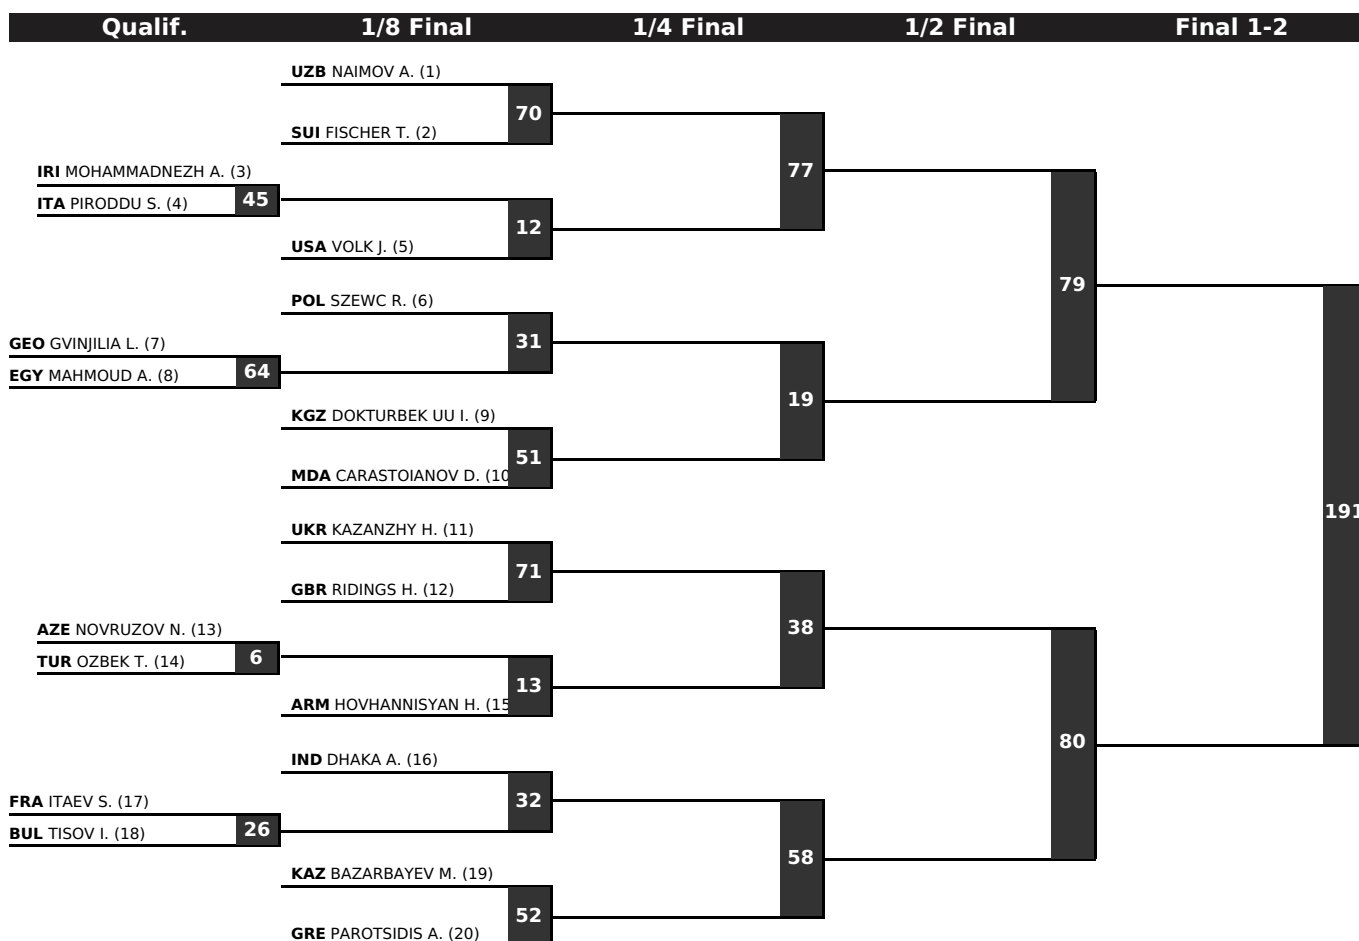 Qualif. 1/8 Final 1/4 Final 1/2 Final Final 1-2
UZB NAIMOV A. (1)
70
SUI FISCHER T. (2)
77
IRI MOHAMMADNEZH A. (3)
45
ITA PIRODDU S. (4)
12
USA VOLK J. (5)
79
POL SZEWC R. (6)
31
GEO GVINJILIA L. (7)
64
EGY MAHMOUD A. (8)
19
KGZ DOKTURBEK UU I. (9)
51
MDA CARASTOIANOV D. (10
191
UKR KAZANZHY H. (11)
71
GBR RIDINGS H. (12)
38
AZE NOVRUZOV N. (13)
6
TUR OZBEK T. (14)
13
ARM HOVHANNISYAN H. (15
80
IND DHAKA A. (16)
32
FRA ITAEV S. (17)
26
BUL TISOV I. (18)
58
KAZ BAZARBAYEV M. (19)
52
GRE PAROTSIDIS A. (20)